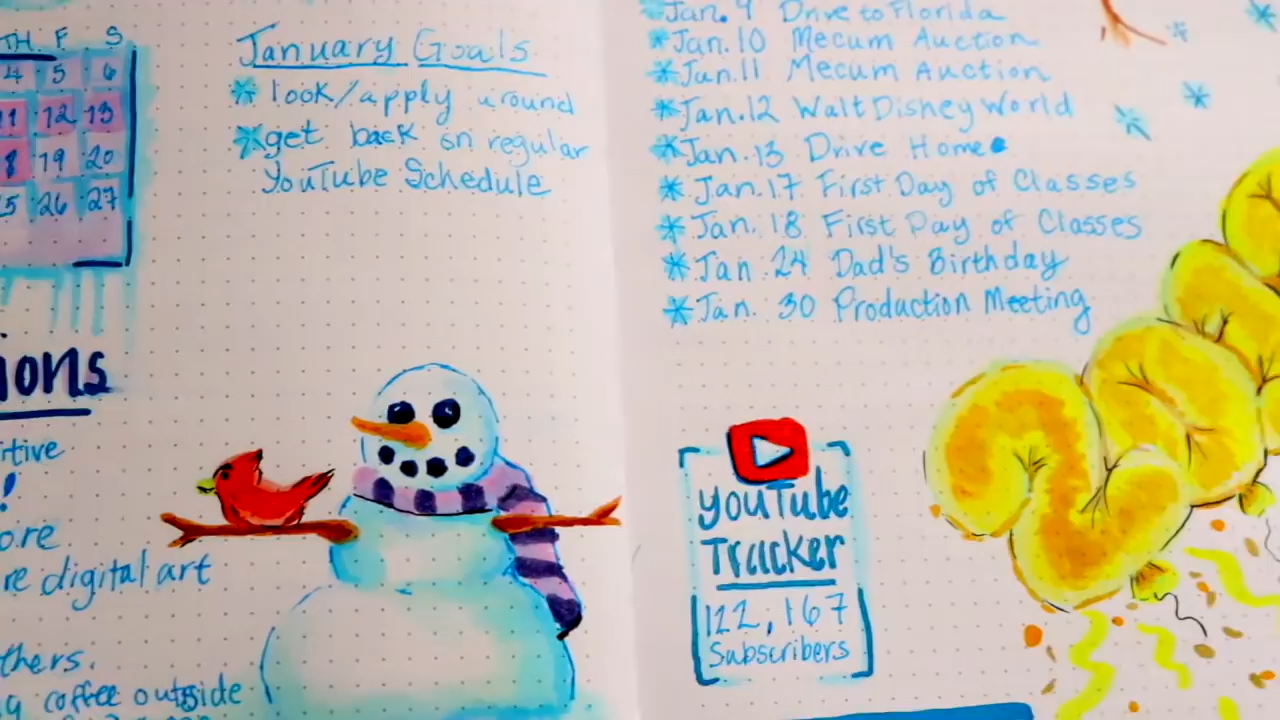 TH F S
4 5 6
11 12 13
8 19 20
25 26 27
January Goals
look/apply around
get back on regular
YouTube Schedule
Jan. 9 Drive to Florida
Jan. 10 Mecum Auction
Jan. 11 Mecum Auction
Jan. 12 Walt Disney World
Jan. 13 Drive Home
Jan. 17 First Day of Classes
Jan. 18 First Day of Classes
Jan. 24 Dad's Birthday
Jan. 30 Production Meeting
ions
re digital art
thers.
coffee outside
YouTube
Tracker
122,167
Subscribers